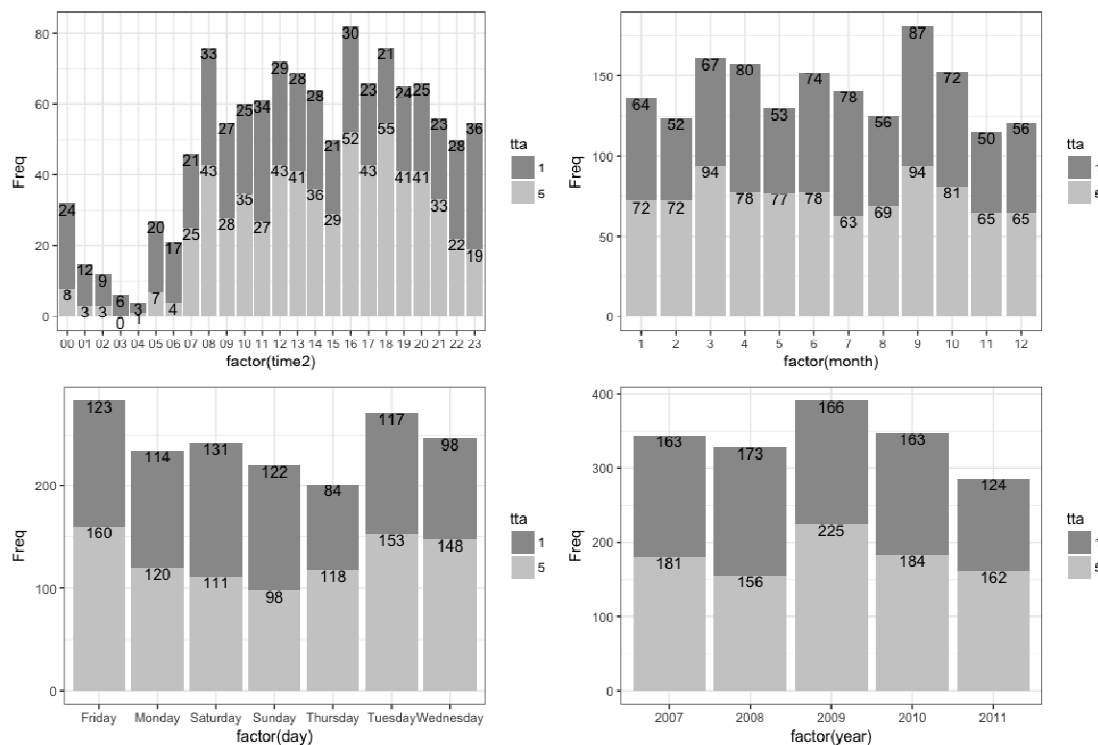 Freq
80
60
40
20
0
24 12 9 6 3 20 17 21 33 27 25 34 29 28 28 21 30 23 21 24 25 23 28 36
8 3 3 0 1 7 4 25 43 28 35 27 43 41 36 29 52 43 55 41 41 33 22 19
00 01 02 03 04 05 06 07 08 09 10 11 12 13 14 15 16 17 18 19 20 21 22 23
factor(time2)
tta
1
5
Freq
150
100
50
0
64 52 67 80 53 74 78 56 87 72 50 56
72 72 94 78 77 78 63 69 94 81 65 65
1 2 3 4 5 6 7 8 9 10 11 12
factor(month)
tta
1
5
Freq
200
100
0
123 114 131 122 84 117 98
160 120 111 98 118 153 148
Friday Monday Saturday Sunday Thursday Tuesday Wednesday
factor(day)
tta
1
5
Freq
400
300
200
100
0
163 173 166 163 124
181 156 225 184 162
2007 2008 2009 2010 2011
factor(year)
tta
1
5